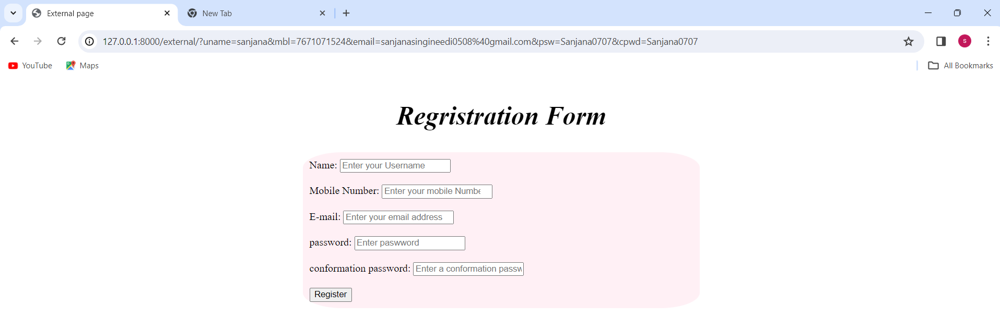 External page
New Tab
127.0.0.1:8000/external/?uname=sanjana&mbl=7671071524&email=sanjanasingineedi0508%40gmail.com&psw=Sanjana0707&cpwd=Sanjana0707
S
YouTube Maps All Bookmarks
Regristration Form
Name: Enter your Username
Mobile Number: Enter your mobile Numbe
E-mail: Enter your email address
password: Enter paswword
conformation password: Enter a conformation passw
Register